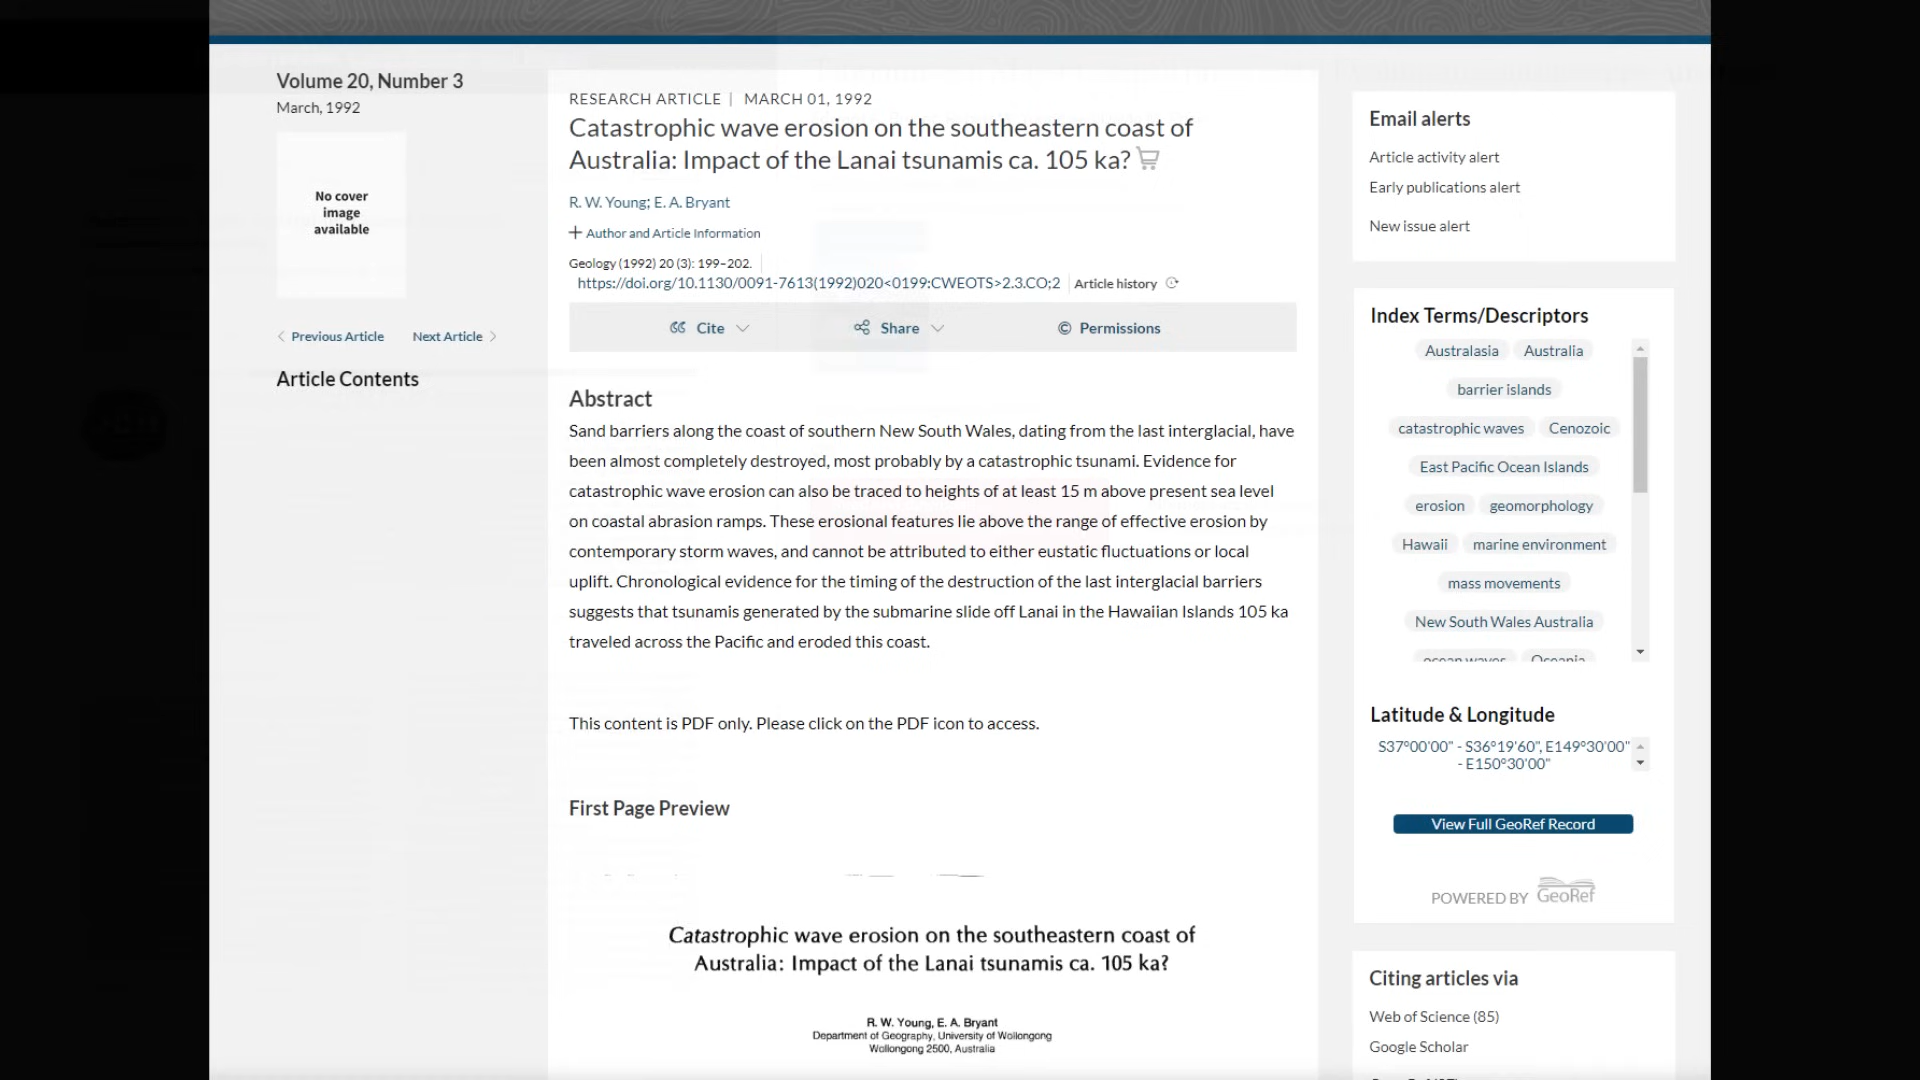 Volume 20, Number 3
March, 1992
No cover
image
available
Previous Article
Next Article
Article Contents
RESEARCH ARTICLE | MARCH 01, 1992
Catastrophic wave erosion on the southeastern coast of
Australia: Impact of the Lanai tsunamis ca. 105 ka?
R. W. Young; E. A. Bryant
+ Author and Article Information
Geology (1992) 20 (3): 199–202.
https://doi.org/10.1130/0091-7613(1992)020<0199:CWEOTS>2.3.CO;2
Article history
Cite
Share
© Permissions
Abstract
Sand barriers along the coast of southern New South Wales, dating from the last interglacial, have
been almost completely destroyed, most probably by a catastrophic tsunami. Evidence for
catastrophic wave erosion can also be traced to heights of at least 15 m above present sea level
on coastal abrasion ramps. These erosional features lie above the range of effective erosion by
contemporary storm waves, and cannot be attributed to either eustatic fluctuations or local
uplift. Chronological evidence for the timing of the destruction of the last interglacial barriers
suggests that tsunamis generated by the submarine slide off Lanai in the Hawaiian Islands 105 ka
traveled across the Pacific and eroded this coast.
This content is PDF only. Please click on the PDF icon to access.
First Page Preview
Catastrophic wave erosion on the southeastern coast of
Australia: Impact of the Lanai tsunamis ca. 105 ka?
R. W. Young, E. A. Bryant
Department of Geography, University of Wollongong
Wollongong 2500, Australia
Email alerts
Article activity alert
Early publications alert
New issue alert
Index Terms/Descriptors
Australasia Australia
barrier islands
catastrophic waves Cenozoic
East Pacific Ocean Islands
erosion geomorphology
Hawaii marine environment
mass movements
New South Wales Australia
ocean waves Oceania
Latitude & Longitude
S37°00'00" - S36°19'60", E149°30'00"
- E150°30'00"
View Full GeoRef Record
POWERED BY GeoRef
Citing articles via
Web of Science (85)
Google Scholar